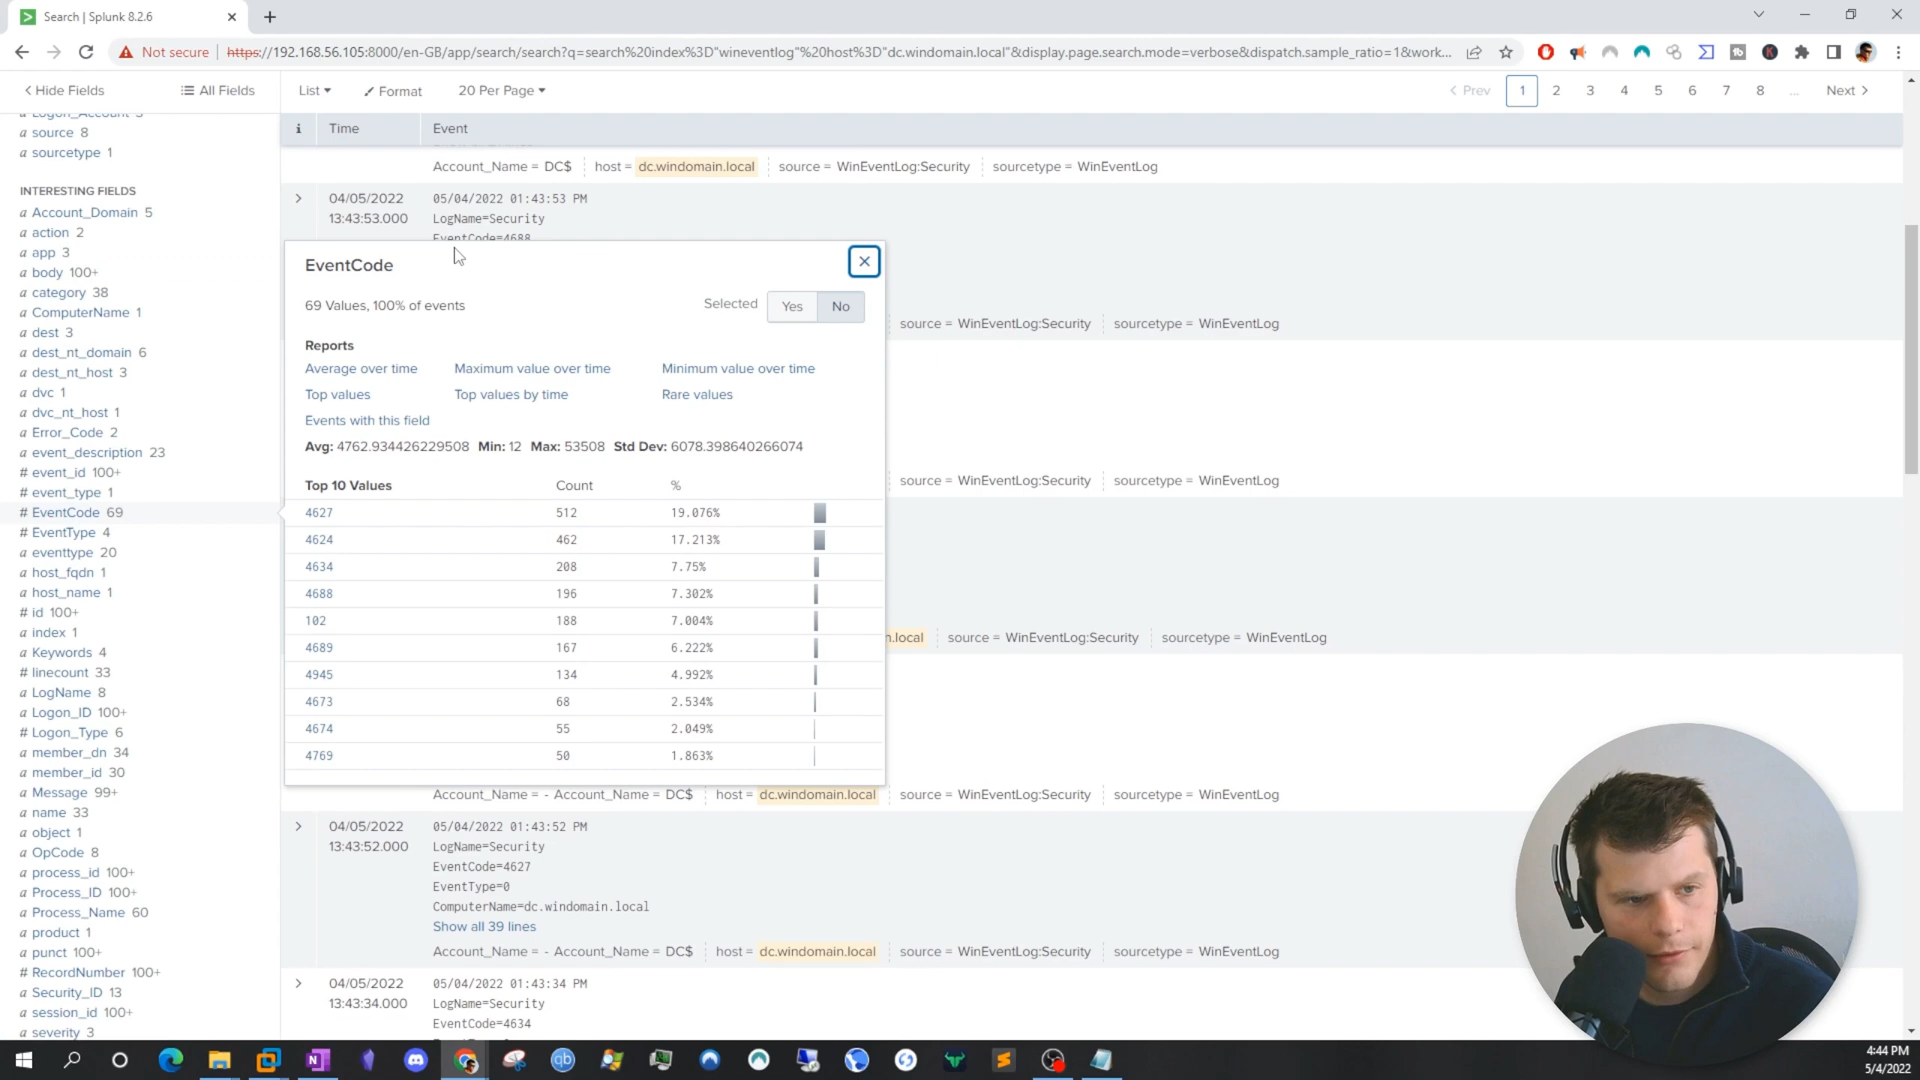 Search | Splunk 8.2.6
Not secure https://192.168.56.105:8000/en-GB/app/search/search?q=search%20index%3D"wineventlog"%20host%3D"dc.windomain.local"&display.page.search.mode=verbose&dispatch.sample_ratio=1&work...
Hide Fields All Fields List Format 20 Per Page Prev 1 2 3 4 5 6 7 8 ... Next
a Logon_Account 3
a source 8
a sourcetype 1
INTERESTING FIELDS
a Account_Domain 5
a action 2
a app 3
a body 100+
a category 38
a ComputerName 1
a dest 3
a dest_nt_domain 6
a dest_nt_host 3
a dvc 1
a dvc_nt_host 1
a Error_Code 2
a event_description 23
# event_id 100+
# event_type 1
# EventCode 69
# EventType 4
a eventtype 20
a host_fqdn 1
a host_name 1
# id 100+
a index 1
a Keywords 4
# linecount 33
a LogName 8
a Logon_ID 100+
# Logon_Type 6
a member_dn 34
a member_id 30
a Message 99+
a name 33
a object 1
a OpCode 8
a process_id 100+
a Process_ID 100+
a Process_Name 60
a product 1
a punct 100+
# RecordNumber 100+
a Security_ID 13
a session_id 100+
a severity 3
i Time Event
Account_Name = DC$ host = dc.windomain.local source = WinEventLog:Security sourcetype = WinEventLog
04/05/2022 05/04/2022 01:43:53 PM
13:43:53.000 LogName=Security
EventCode=4688
EventCode
69 Values, 100% of events Selected Yes No
Reports
Average over time Maximum value over time Minimum value over time
Top values Top values by time Rare values
Events with this field
Avg: 4762.934426229508 Min: 12 Max: 53508 Std Dev: 6078.398640266074
Top 10 Values Count %
4627 512 19.076%
4624 462 17.213%
4634 208 7.75%
4688 196 7.302%
102 188 7.004%
4689 167 6.222%
4945 134 4.992%
4673 68 2.534%
4674 55 2.049%
4769 50 1.863%
source = WinEventLog:Security sourcetype = WinEventLog
source = WinEventLog:Security sourcetype = WinEventLog
n.local source = WinEventLog:Security sourcetype = WinEventLog
Account_Name = - Account_Name = DC$ host = dc.windomain.local source = WinEventLog:Security sourcetype = WinEventLog
04/05/2022 05/04/2022 01:43:52 PM
13:43:52.000 LogName=Security
EventCode=4627
EventType=0
ComputerName=dc.windomain.local
Show all 39 lines
Account_Name = - Account_Name = DC$ host = dc.windomain.local source = WinEventLog:Security sourcetype = WinEventLog
04/05/2022 05/04/2022 01:43:34 PM
13:43:34.000 LogName=Security
EventCode=4634
4:44 PM
5/4/2022